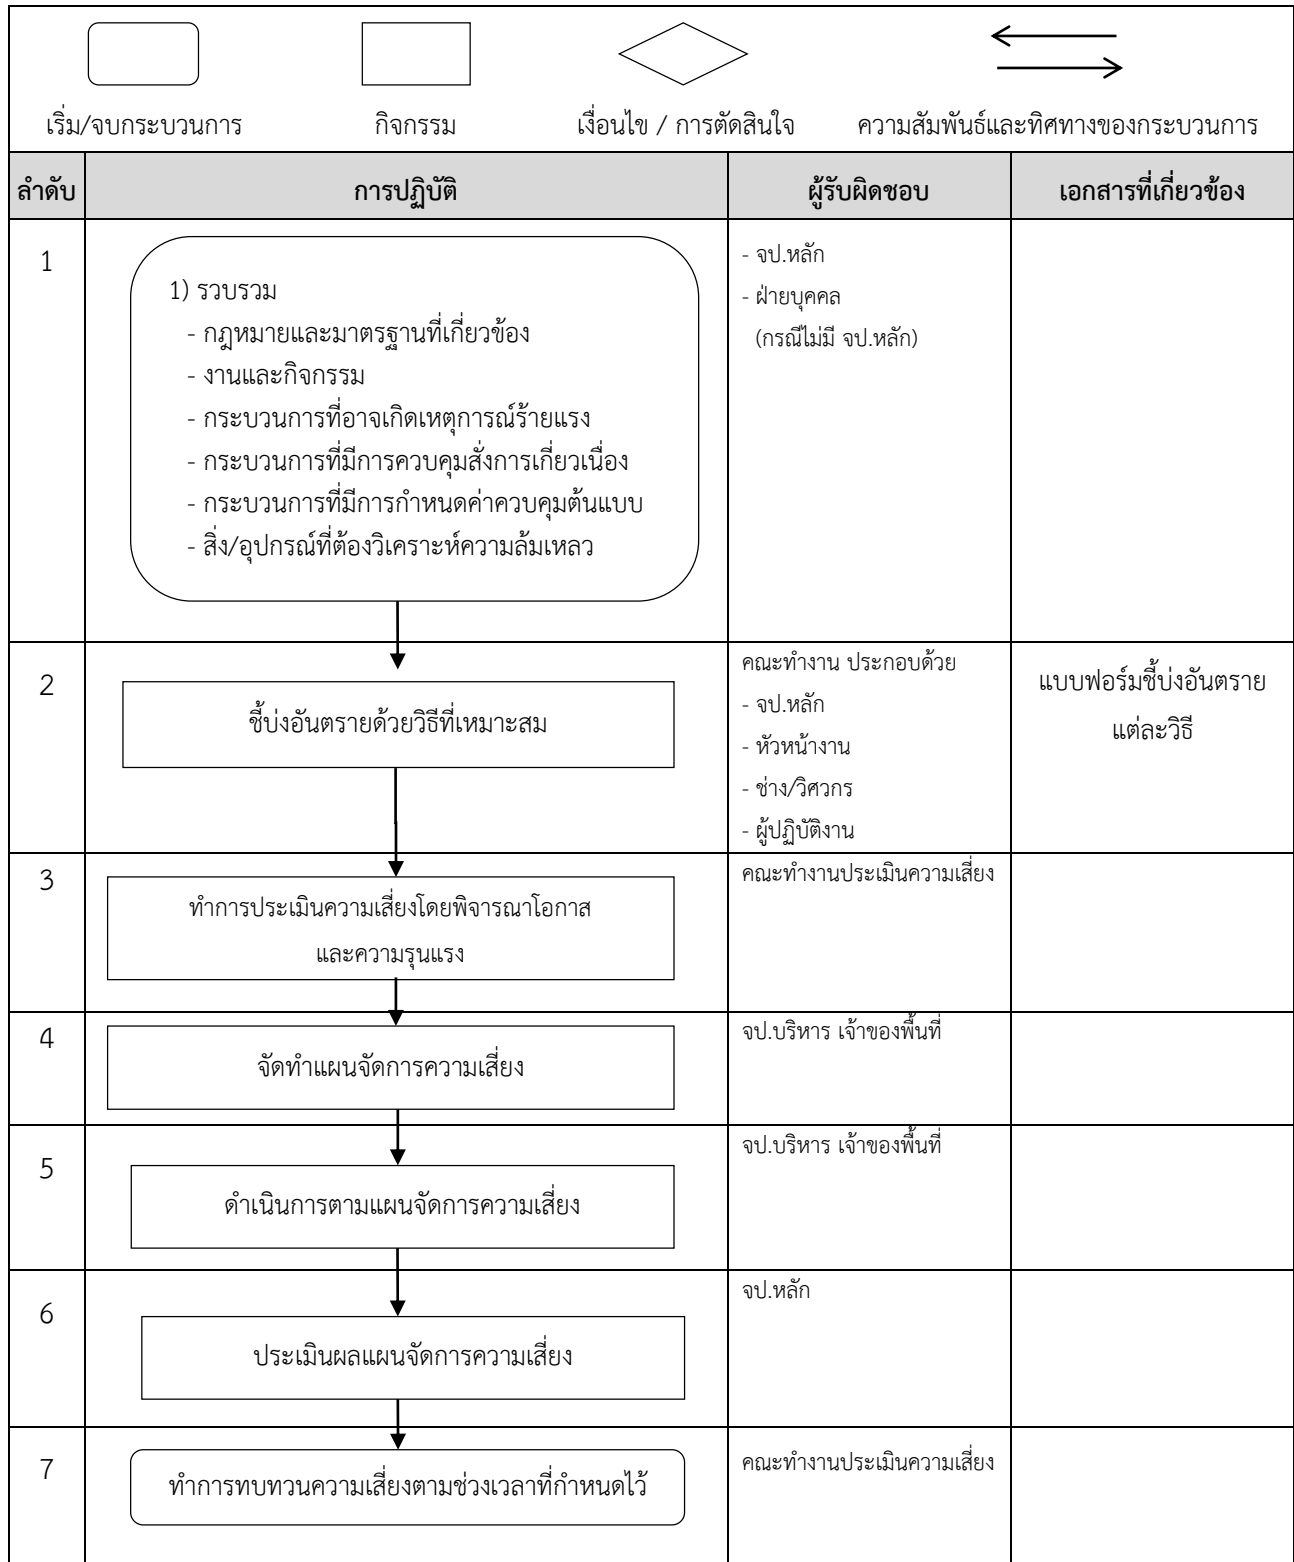 เริ่ม/จบกระบวนการ กิจกรรม เงื่อนไข / การตัดสินใจ ความสัมพันธ์และทิศทางของกระบวนการ
ลำดับ การปฏิบัติ ผู้รับผิดชอบ เอกสารที่เกี่ยวข้อง
1
1) รวบรวม
- กฎหมายและมาตรฐานที่เกี่ยวข้อง
- งานและกิจกรรม
- กระบวนการที่อาจเกิดเหตุการณ์ร้ายแรง
- กระบวนการที่มีการควบคุมสั่งการเกี่ยวเนื่อง
- กระบวนการที่มีการกำหนดค่าควบคุมต้นแบบ
- สิ่ง/อุปกรณ์ที่ต้องวิเคราะห์ความล้มเหลว
- จป.หลัก
- ฝ่ายบุคคล
(กรณีไม่มี จป.หลัก)
2
ชี้บ่งอันตรายด้วยวิธีที่เหมาะสม
คณะทำงาน ประกอบด้วย
- จป.หลัก
- หัวหน้างาน
- ช่าง/วิศวกร
- ผู้ปฏิบัติงาน
แบบฟอร์มชี้บ่งอันตราย
แต่ละวิธี
3
ทำการประเมินความเสี่ยงโดยพิจารณาโอกาส
และความรุนแรง
คณะทำงานประเมินความเสี่ยง
4
จัดทำแผนจัดการความเสี่ยง
จป.บริหาร เจ้าของพื้นที่
5
ดำเนินการตามแผนจัดการความเสี่ยง
จป.บริหาร เจ้าของพื้นที่
6
ประเมินผลแผนจัดการความเสี่ยง
จป.หลัก
7
ทำการทบทวนความเสี่ยงตามช่วงเวลาที่กำหนดไว้
คณะทำงานประเมินความเสี่ยง